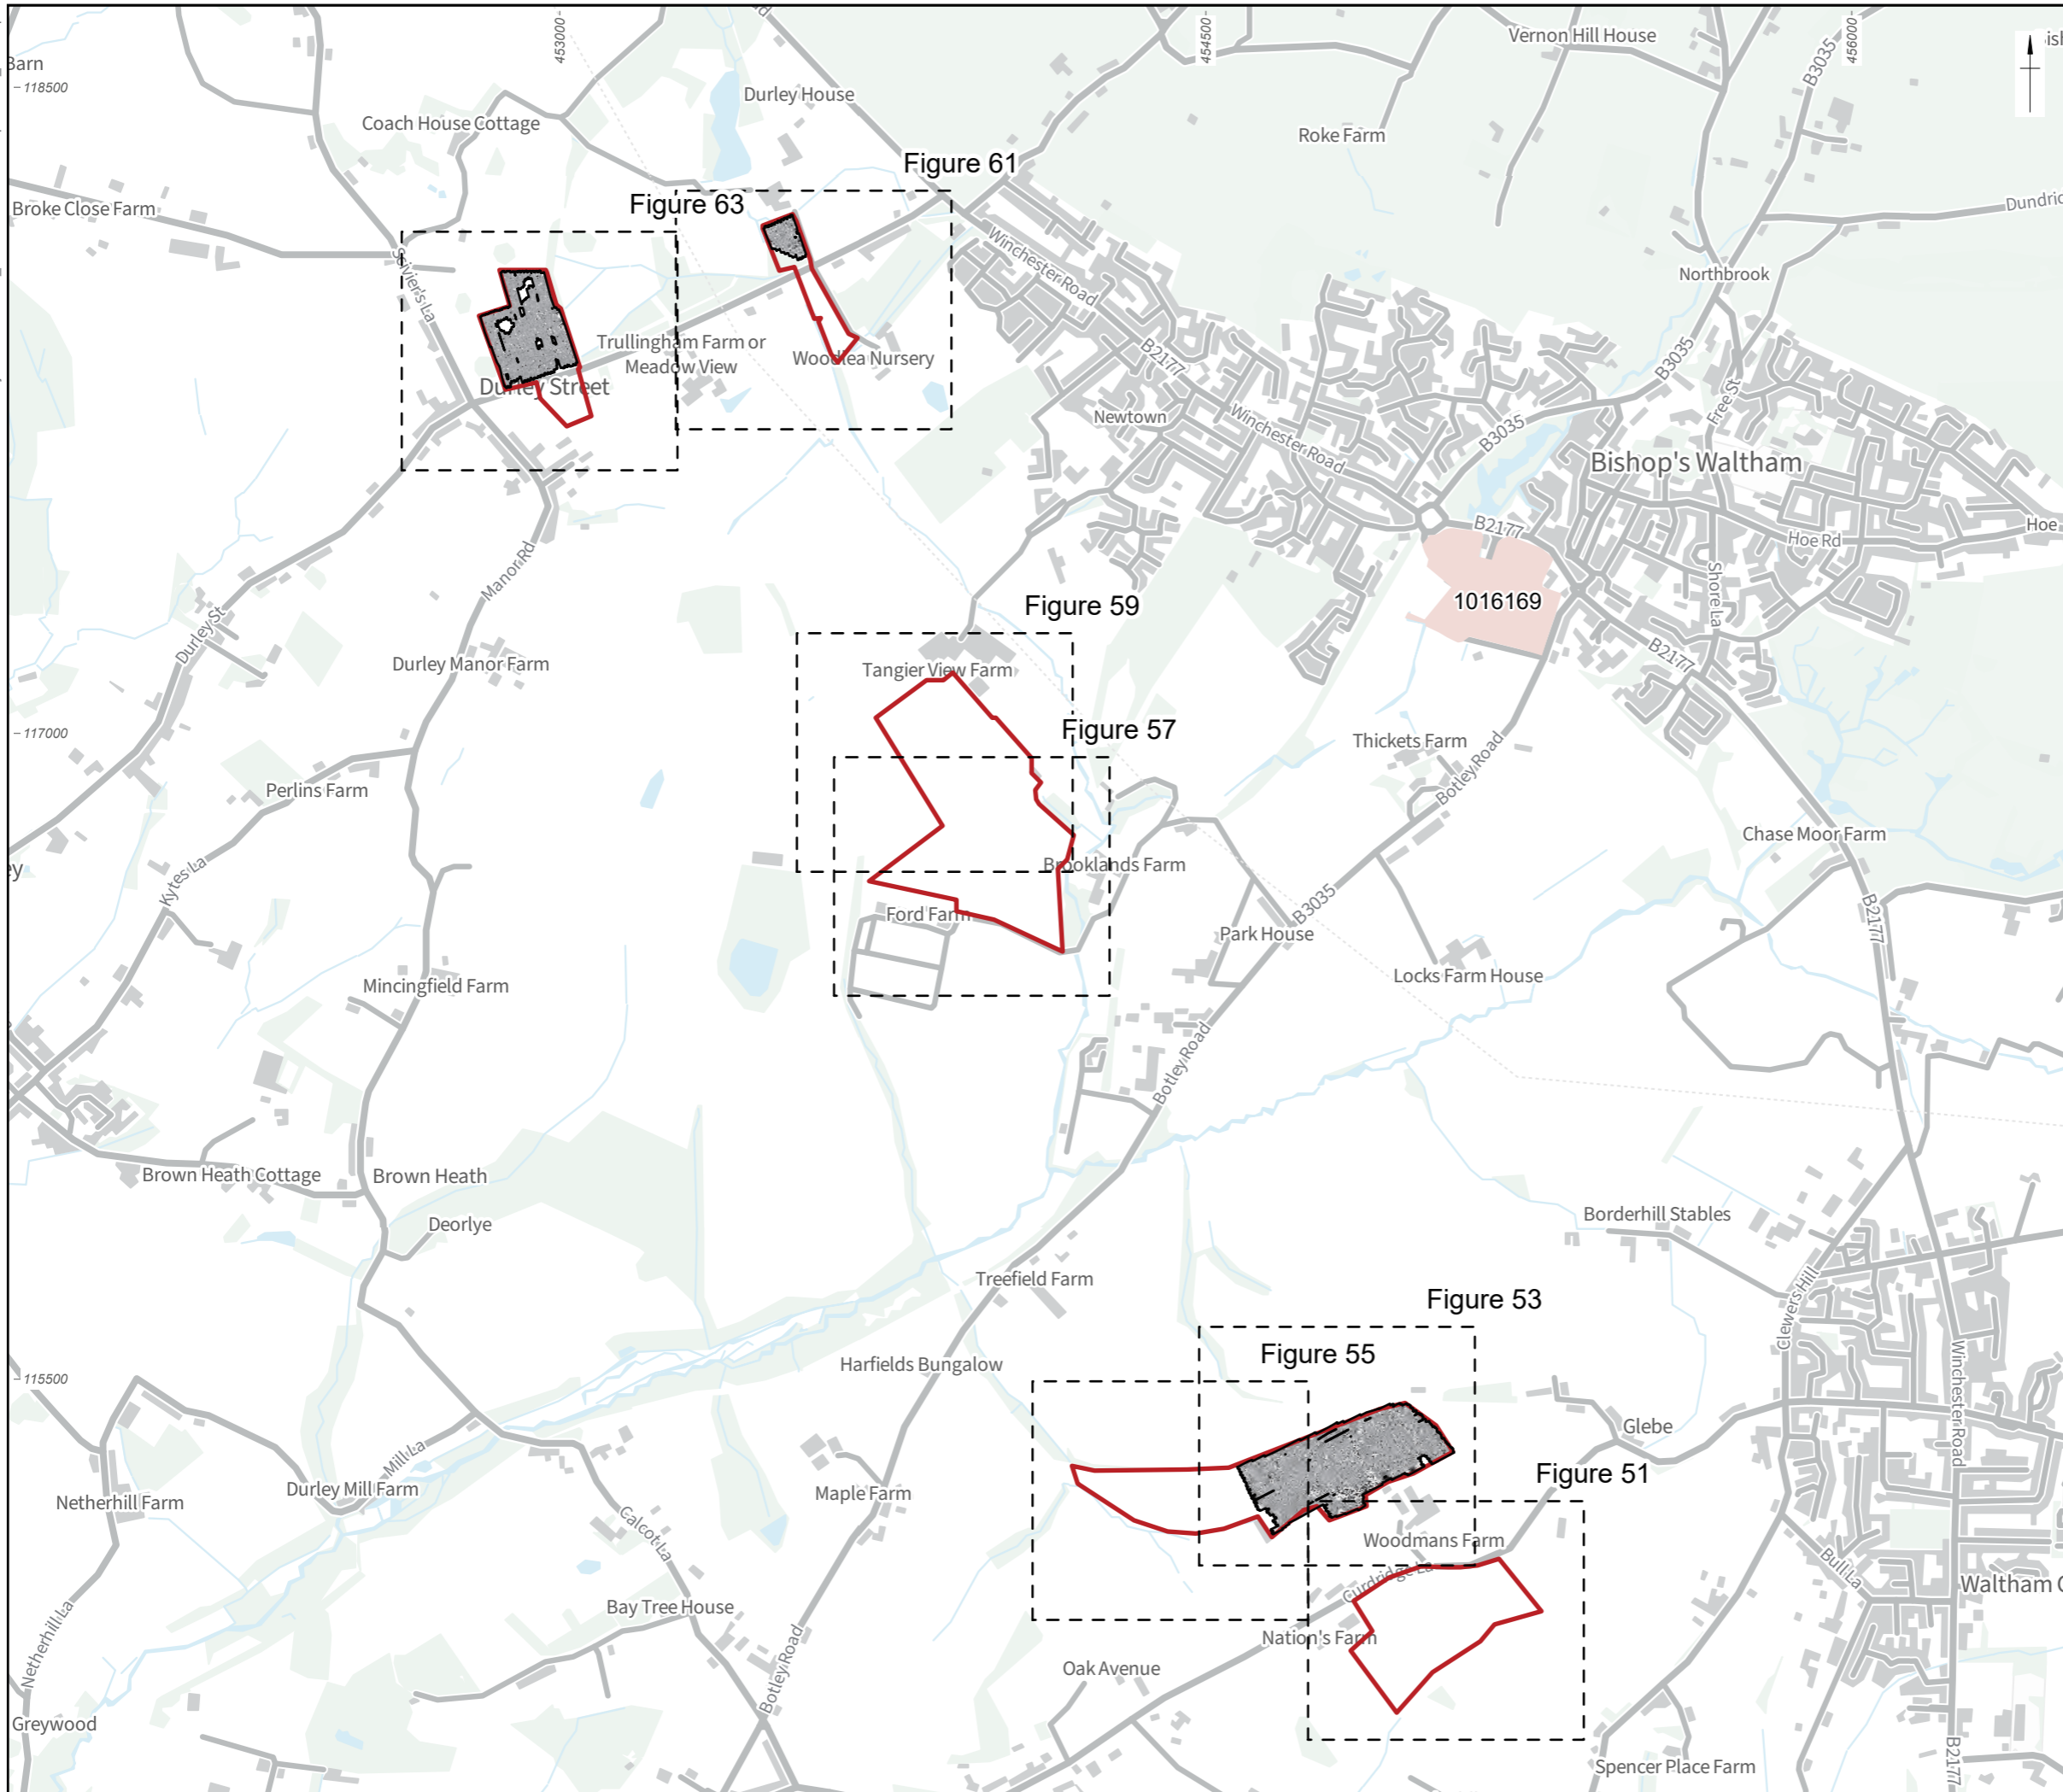 453000
454500
456000
Vernon Hill House
B3035
Barn
118500
Durley House
Coach House Cottage
Roke Farm
Figure 61
Broke Close Farm
Figure 63
Winchester Road
Northbrook
Trullingham Farm or
Meadow View
Woodlea Nursery
B2177
B3035
Durley Street
Free St
Newtown
Winchester Road
B3035
Bishop's Waltham
B2177
Hoe
Hoe Rd
Manor Rd
Shore La
1016169
Figure 59
Durley St
Durley Manor Farm
Tangier View Farm
B2177
117000
Figure 57
Thickets Farm
Botley Road
Perlins Farm
Chase Moor Farm
Brooklands Farm
ey
Kytes La
Ford Farm
B3035
B2177
Park House
Mincingfield Farm
Locks Farm House
Botley Road
Brown Heath Cottage
Brown Heath
Deorlye
Borderhill Stables
Treefield Farm
Clewers Hill
Figure 53
Harfields Bungalow
Figure 55
115500
Winchester Road
Glebe
Mill La
Figure 51
Netherhill Farm
Durley Mill Farm
Maple Farm
Calcot La
Woodmans Farm
Curdridge La
Bull La
Waltham C
Bay Tree House
Netherhill La
Nation's Farm
Botley Road
Oak Avenue
Greywood
Spencer Place Farm
B2177